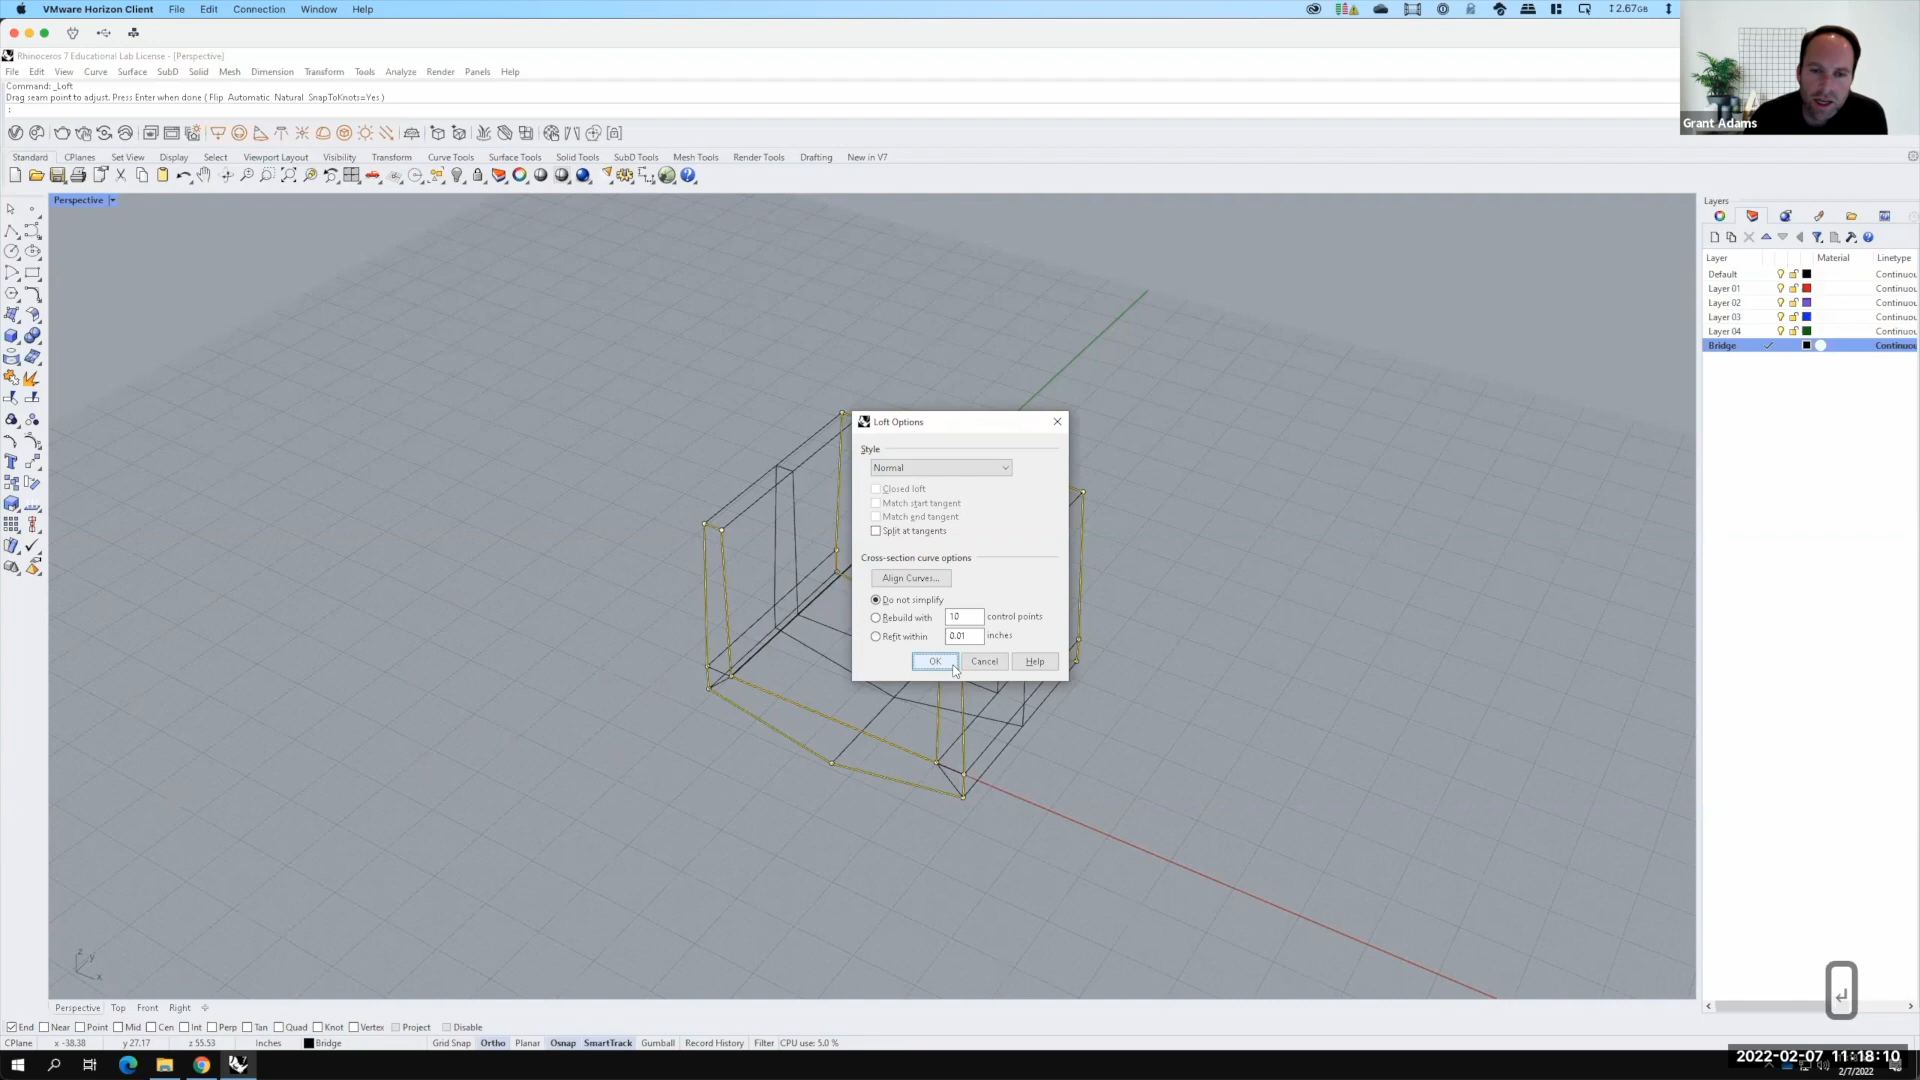 VMware Horizon Client File Edit Connection Window Help 2.67GB
Rhinoceros 7 Educational Lab License - [Perspective]
File Edit View Curve Surface SubD Solid Mesh Dimension Transform Tools Analyze Render Panels Help
Command: _Loft
Drag seam point to adjust. Press Enter when done ( Flip Automatic Natural SnapToKnots=Yes )
:
Grant Adams
Standard CPlanes Set View Display Select Viewport Layout Visibility Transform Curve Tools Surface Tools Solid Tools SubD Tools Mesh Tools Render Tools Drafting New in V7
Perspective
Layers
Layer Material Linetype
Default Continuou
Layer 01 Continuou
Layer 02 Continuou
Layer 03 Continuou
Layer 04 Continuou
Bridge Continuou
Loft Options
Style
Normal
Closed loft
Match start tangent
Match end tangent
Split at tangents
Cross-section curve options
Align Curves...
Do not simplify
Rebuild with 10 control points
Refit within 0.01 inches
OK Cancel Help
z y x
Perspective Top Front Right
End Near Point Mid Cen Int Perp Tan Quad Knot Vertex Project Disable
CPlane x -38.38 y 27.17 z 55.53 Inches Bridge Grid Snap Ortho Planar Osnap SmartTrack Gumball Record History Filter CPU use: 5.0 %
2022-02-07 11:18:10
2/7/2022